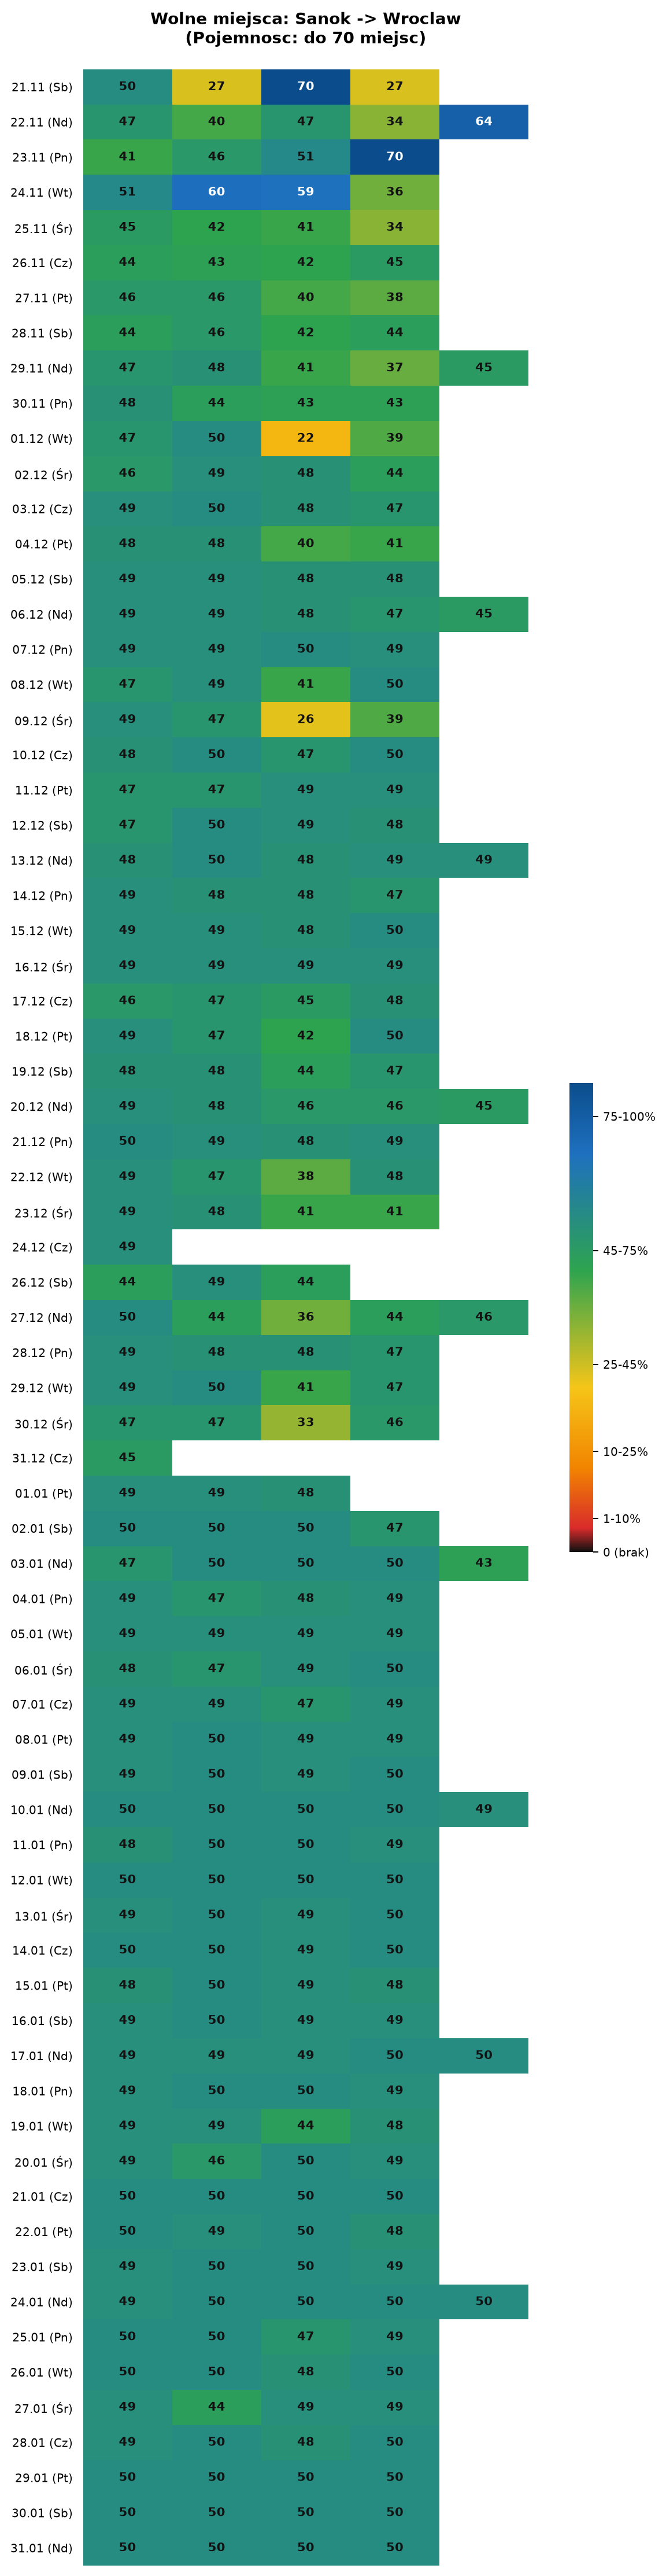 Wolne miejsca: Sanok -> Wroclaw
(Pojemnosc: do 70 miejsc)
21.11 (Sb) 50 27 70 27
22.11 (Nd) 47 40 47 34 64
23.11 (Pn) 41 46 51 70
24.11 (Wt) 51 60 59 36
25.11 (Śr) 45 42 41 34
26.11 (Cz) 44 43 42 45
27.11 (Pt) 46 46 40 38
28.11 (Sb) 44 46 42 44
29.11 (Nd) 47 48 41 37 45
30.11 (Pn) 48 44 43 43
01.12 (Wt) 47 50 22 39
02.12 (Śr) 46 49 48 44
03.12 (Cz) 49 50 48 47
04.12 (Pt) 48 48 40 41
05.12 (Sb) 49 49 48 48
06.12 (Nd) 49 49 48 47 45
07.12 (Pn) 49 49 50 49
08.12 (Wt) 47 49 41 50
09.12 (Śr) 49 47 26 39
10.12 (Cz) 48 50 47 50
11.12 (Pt) 47 47 49 49
12.12 (Sb) 47 50 49 48
13.12 (Nd) 48 50 48 49 49
14.12 (Pn) 49 48 48 47
15.12 (Wt) 49 49 48 50
16.12 (Śr) 49 49 49 49
17.12 (Cz) 46 47 45 48
18.12 (Pt) 49 47 42 50
19.12 (Sb) 48 48 44 47
20.12 (Nd) 49 48 46 46 45
21.12 (Pn) 50 49 48 49
22.12 (Wt) 49 47 38 48
23.12 (Śr) 49 48 41 41
24.12 (Cz) 49
26.12 (Sb) 44 49 44
27.12 (Nd) 50 44 36 44 46
28.12 (Pn) 49 48 48 47
29.12 (Wt) 49 50 41 47
30.12 (Śr) 47 47 33 46
31.12 (Cz) 45
01.01 (Pt) 49 49 48
02.01 (Sb) 50 50 50 47
03.01 (Nd) 47 50 50 50 43
04.01 (Pn) 49 47 48 49
05.01 (Wt) 49 49 49 49
06.01 (Śr) 48 47 49 50
07.01 (Cz) 49 49 47 49
08.01 (Pt) 49 50 49 49
09.01 (Sb) 49 50 49 50
10.01 (Nd) 50 50 50 50 49
11.01 (Pn) 48 50 50 49
12.01 (Wt) 50 50 50 50
13.01 (Śr) 49 50 49 50
14.01 (Cz) 50 50 49 50
15.01 (Pt) 48 50 49 48
16.01 (Sb) 49 50 49 49
17.01 (Nd) 49 49 49 50 50
18.01 (Pn) 49 50 50 49
19.01 (Wt) 49 49 44 48
20.01 (Śr) 49 46 50 49
21.01 (Cz) 50 50 50 50
22.01 (Pt) 50 49 50 48
23.01 (Sb) 49 50 50 49
24.01 (Nd) 49 50 50 50 50
25.01 (Pn) 50 50 47 49
26.01 (Wt) 50 50 48 50
27.01 (Śr) 49 44 49 49
28.01 (Cz) 49 50 48 50
29.01 (Pt) 50 50 50 50
30.01 (Sb) 50 50 50 50
31.01 (Nd) 50 50 50 50
75-100%
45-75%
25-45%
10-25%
1-10%
0 (brak)